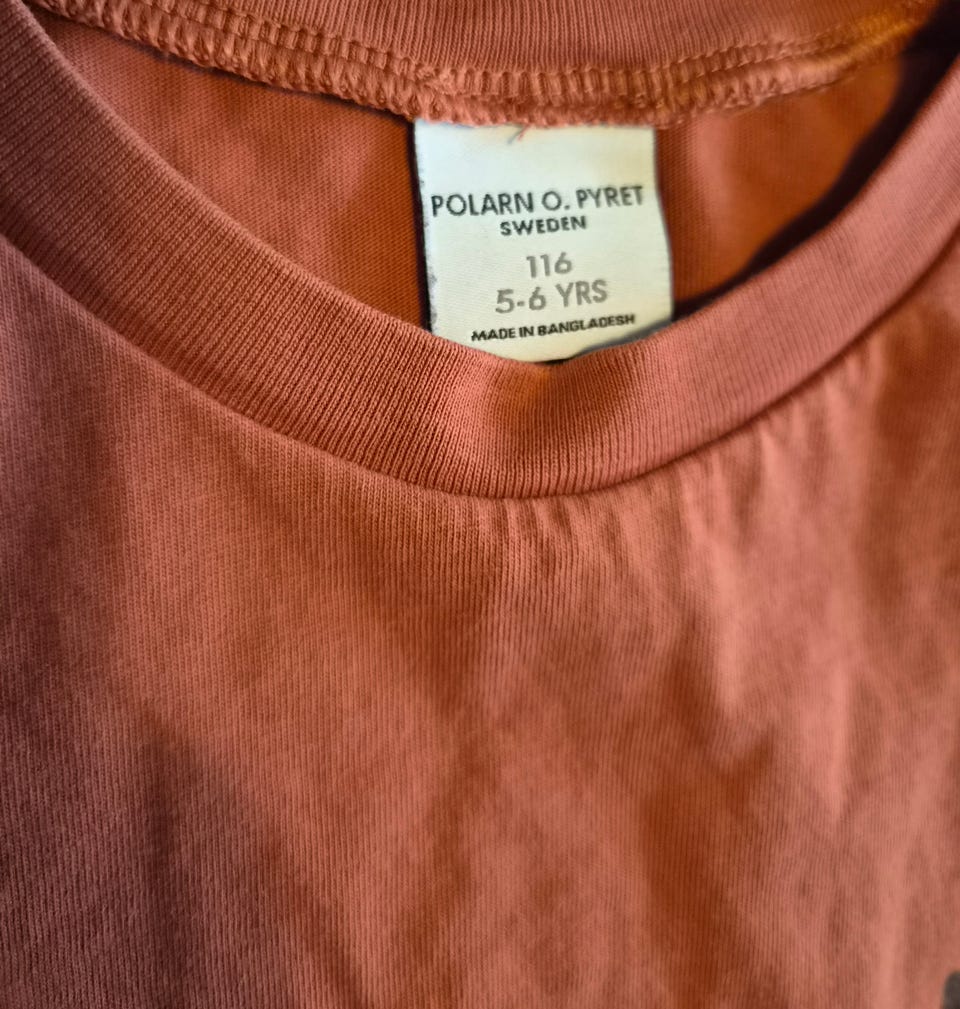 POLARN O. PYRET
SWEDEN
116
5-6 YRS
MADE IN BANGLADESH